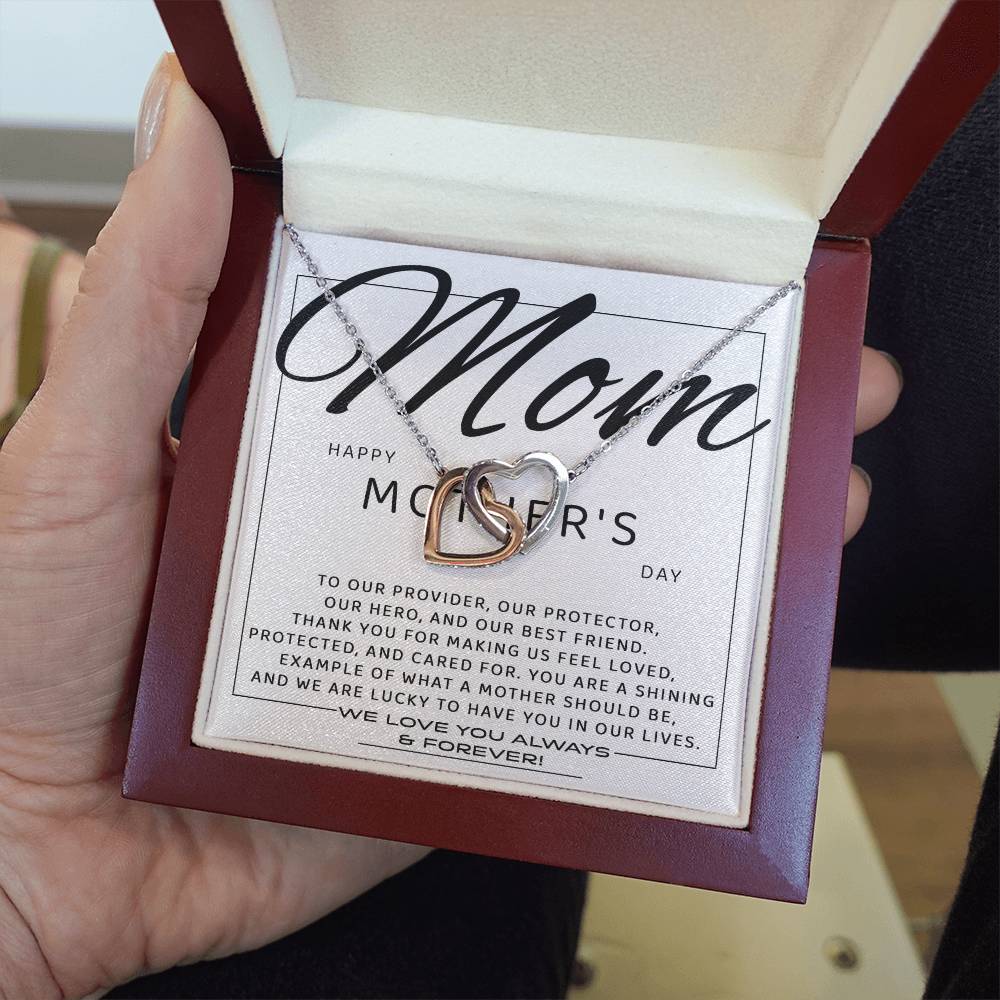 Mom
HAPPY
MOTHER'S
DAY
TO OUR PROVIDER, OUR PROTECTOR,
OUR HERO, AND OUR BEST FRIEND.
THANK YOU FOR MAKING US FEEL LOVED,
PROTECTED, AND CARED FOR. YOU ARE A SHINING
EXAMPLE OF WHAT A MOTHER SHOULD BE,
AND WE ARE LUCKY TO HAVE YOU IN OUR LIVES.
WE LOVE YOU ALWAYS
& FOREVER!